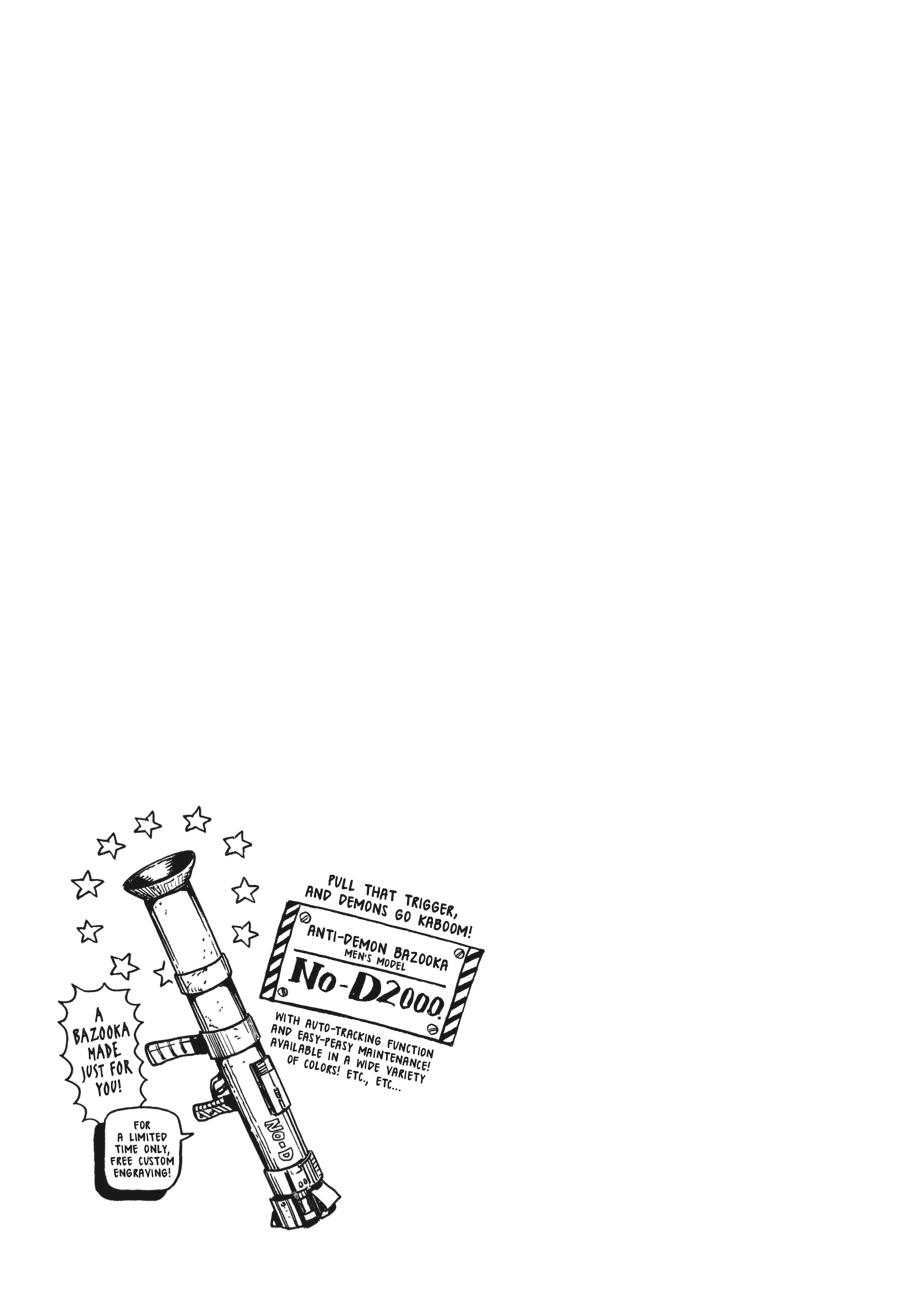 PULL THAT TRIGGER,
AND DEMONS GO KABOOM!
ANTI-DEMON BAZOOKA
MEN'S MODEL
No-D2000.
WITH AUTO-TRACKING FUNCTION
AND EASY-PEASY MAINTENANCE!
AVAILABLE IN A WIDE VARIETY
OF COLORS! ETC., ETC...
A
BAZOOKA
MADE
JUST FOR
YOU!
FOR
A LIMITED
TIME ONLY,
FREE CUSTOM
ENGRAVING!
No-D